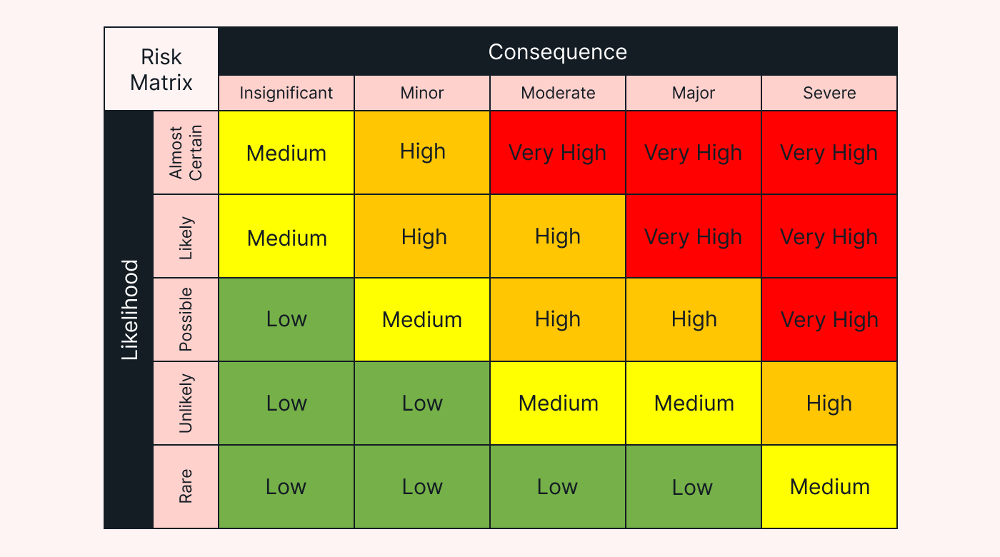 Risk
Matrix
Consequence
Insignificant Minor Moderate Major Severe
Likelihood
Almost
Certain
Medium High Very High Very High Very High
Likely
Medium High High Very High Very High
Possible
Low Medium High High Very High
Unlikely
Low Low Medium Medium High
Rare
Low Low Low Low Medium